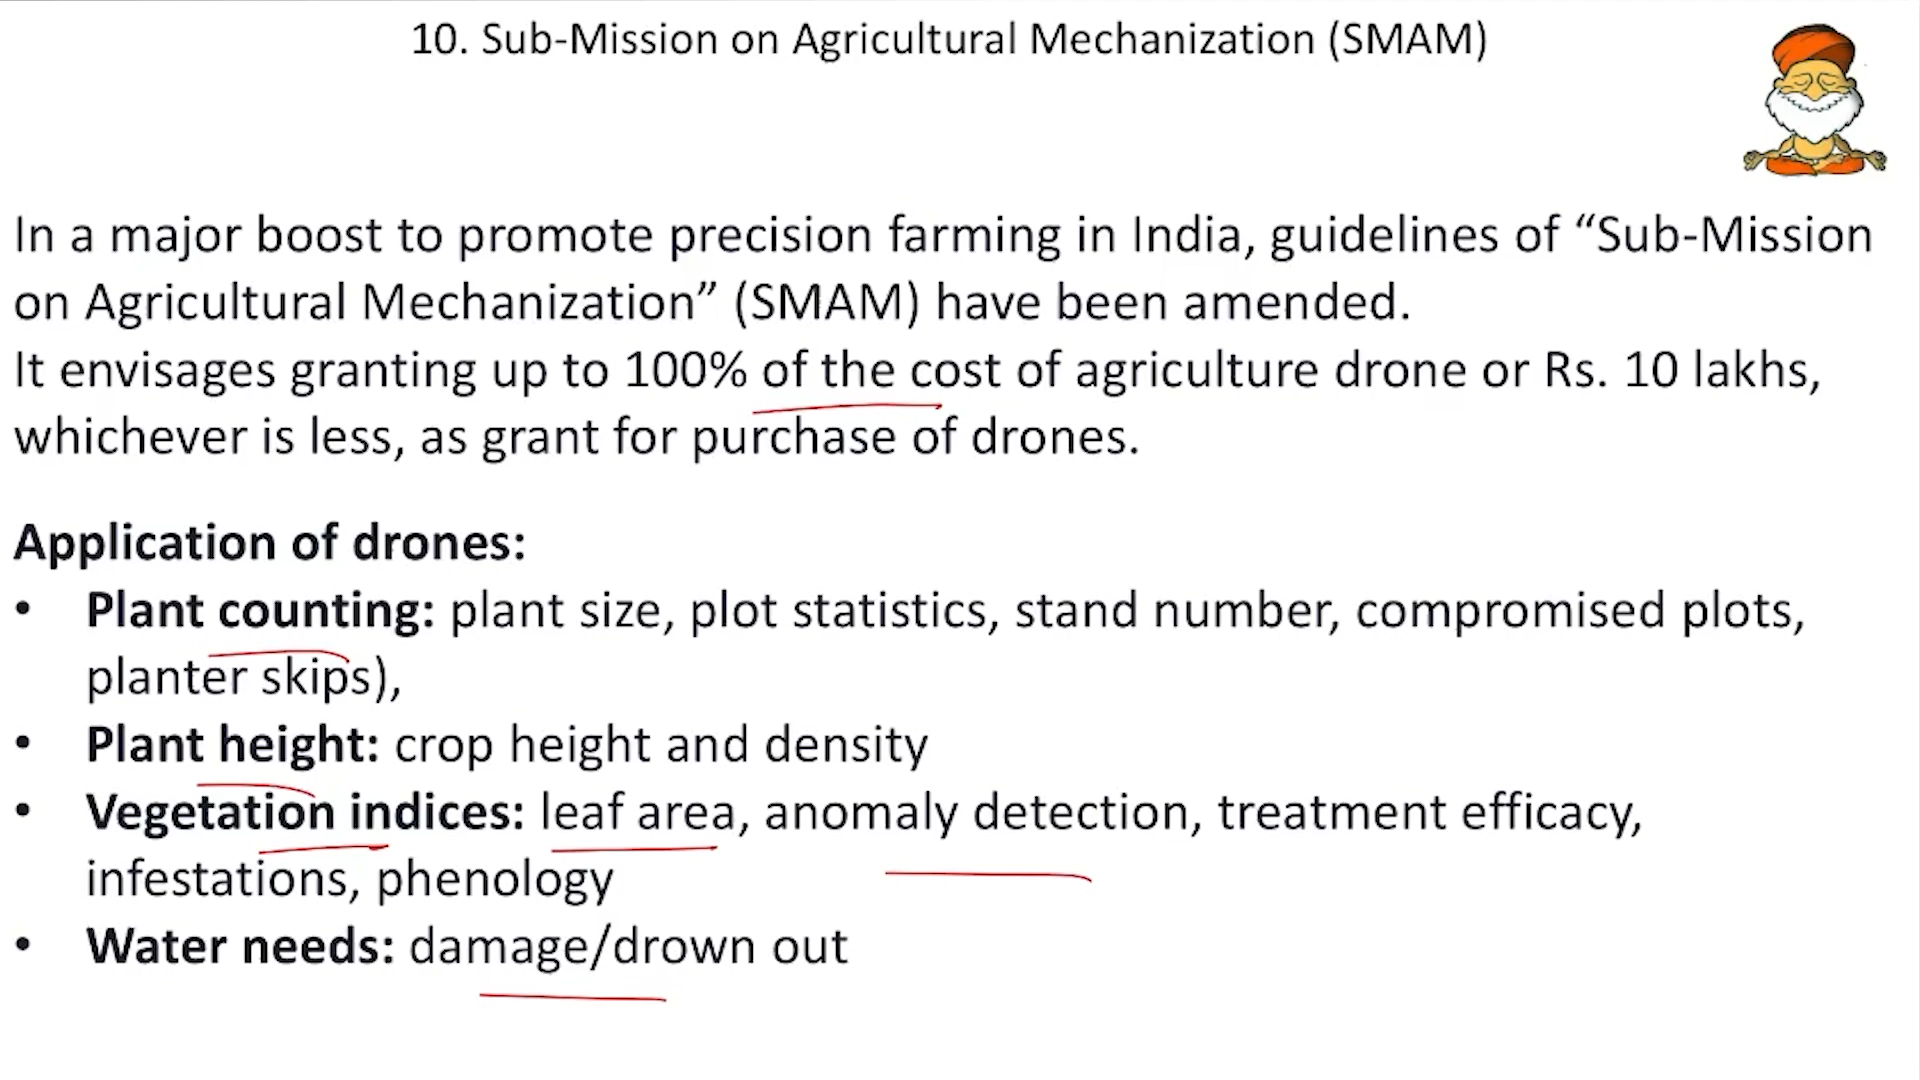 10. Sub-Mission on Agricultural Mechanization (SMAM)
In a major boost to promote precision farming in India, guidelines of “Sub-Mission
on Agricultural Mechanization” (SMAM) have been amended.
It envisages granting up to 100% of the cost of agriculture drone or Rs. 10 lakhs,
whichever is less, as grant for purchase of drones.
Application of drones:
• Plant counting: plant size, plot statistics, stand number, compromised plots,
planter skips),
• Plant height: crop height and density
• Vegetation indices: leaf area, anomaly detection, treatment efficacy,
infestations, phenology
• Water needs: damage/drown out